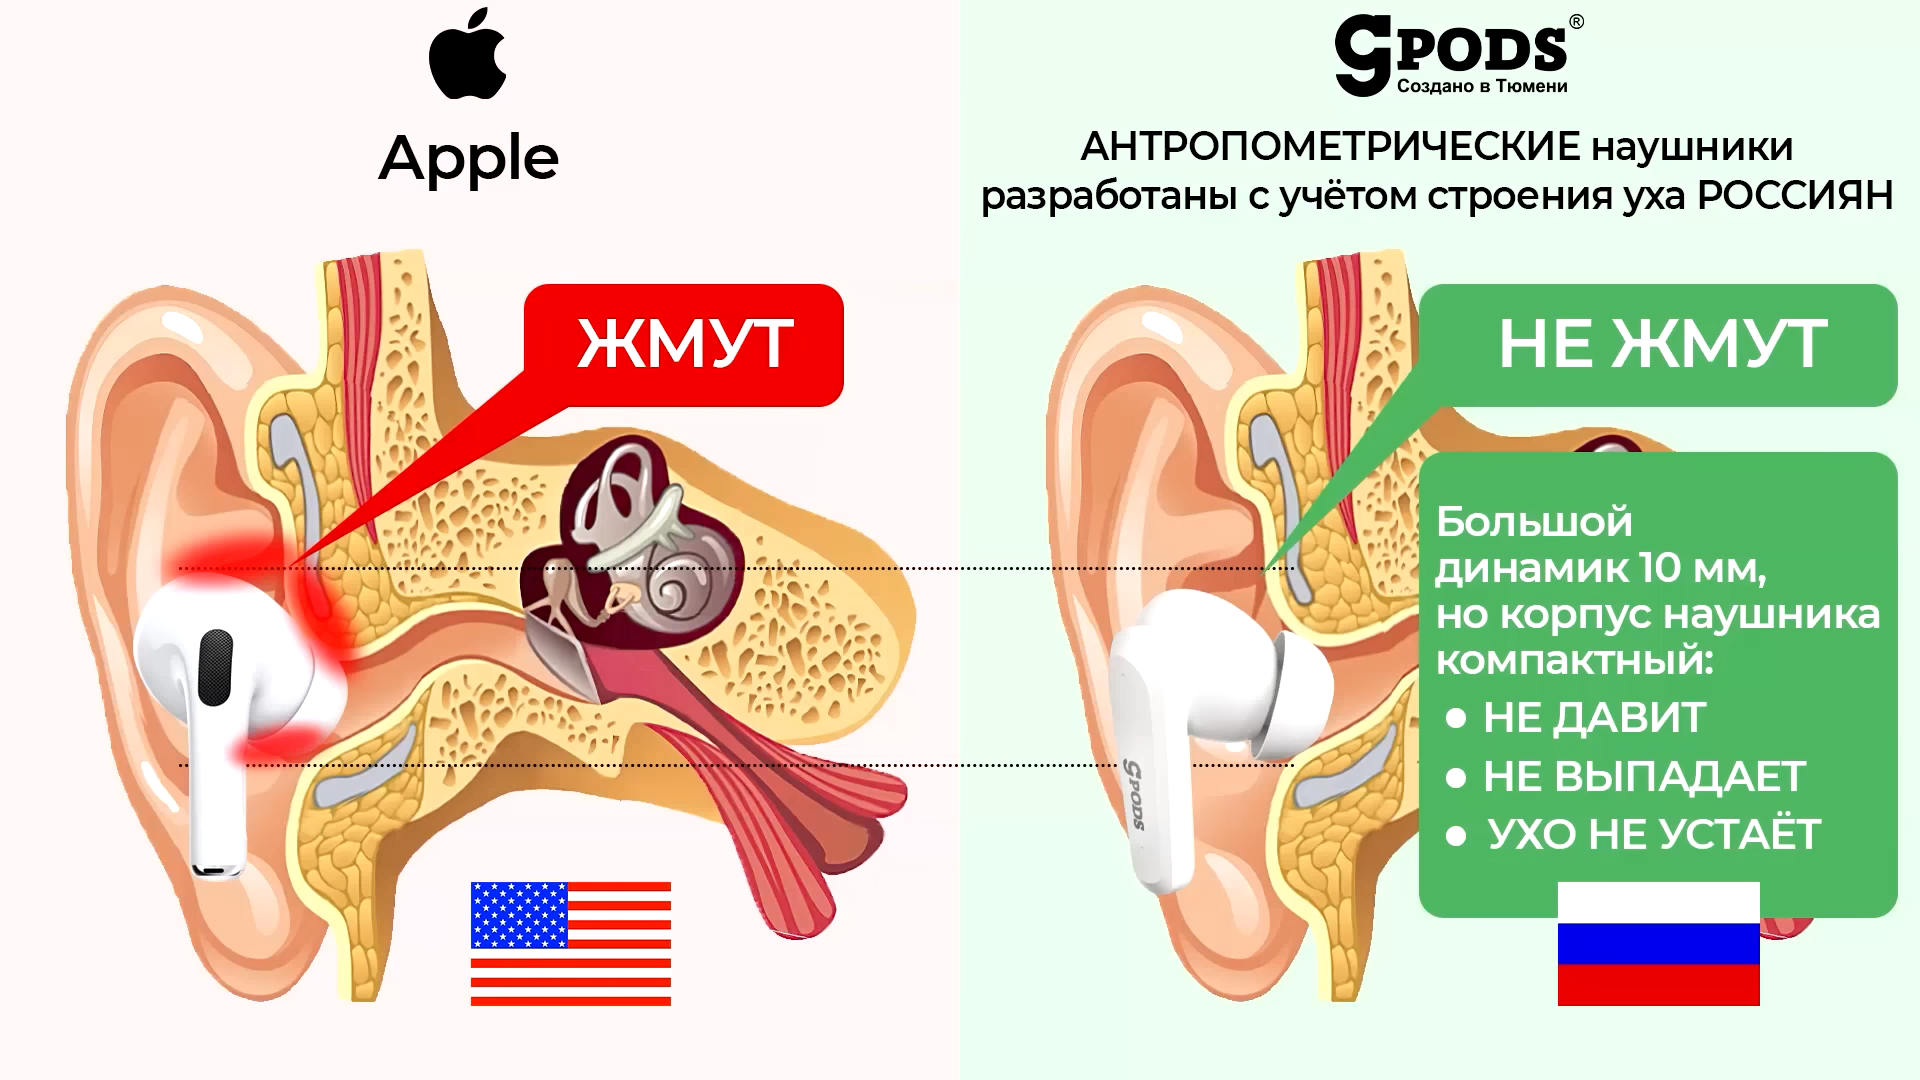 Apple
ЖМУТ
gPODS®
Создано в Тюмени
АНТРОПОМЕТРИЧЕСКИЕ наушники
разработаны с учётом строения уха РОССИЯН
НЕ ЖМУТ
Большой
динамик 10 мм,
но корпус наушника
компактный:
● НЕ ДАВИТ
● НЕ ВЫПАДАЕТ
● УХО НЕ УСТАЁТ
gPODS